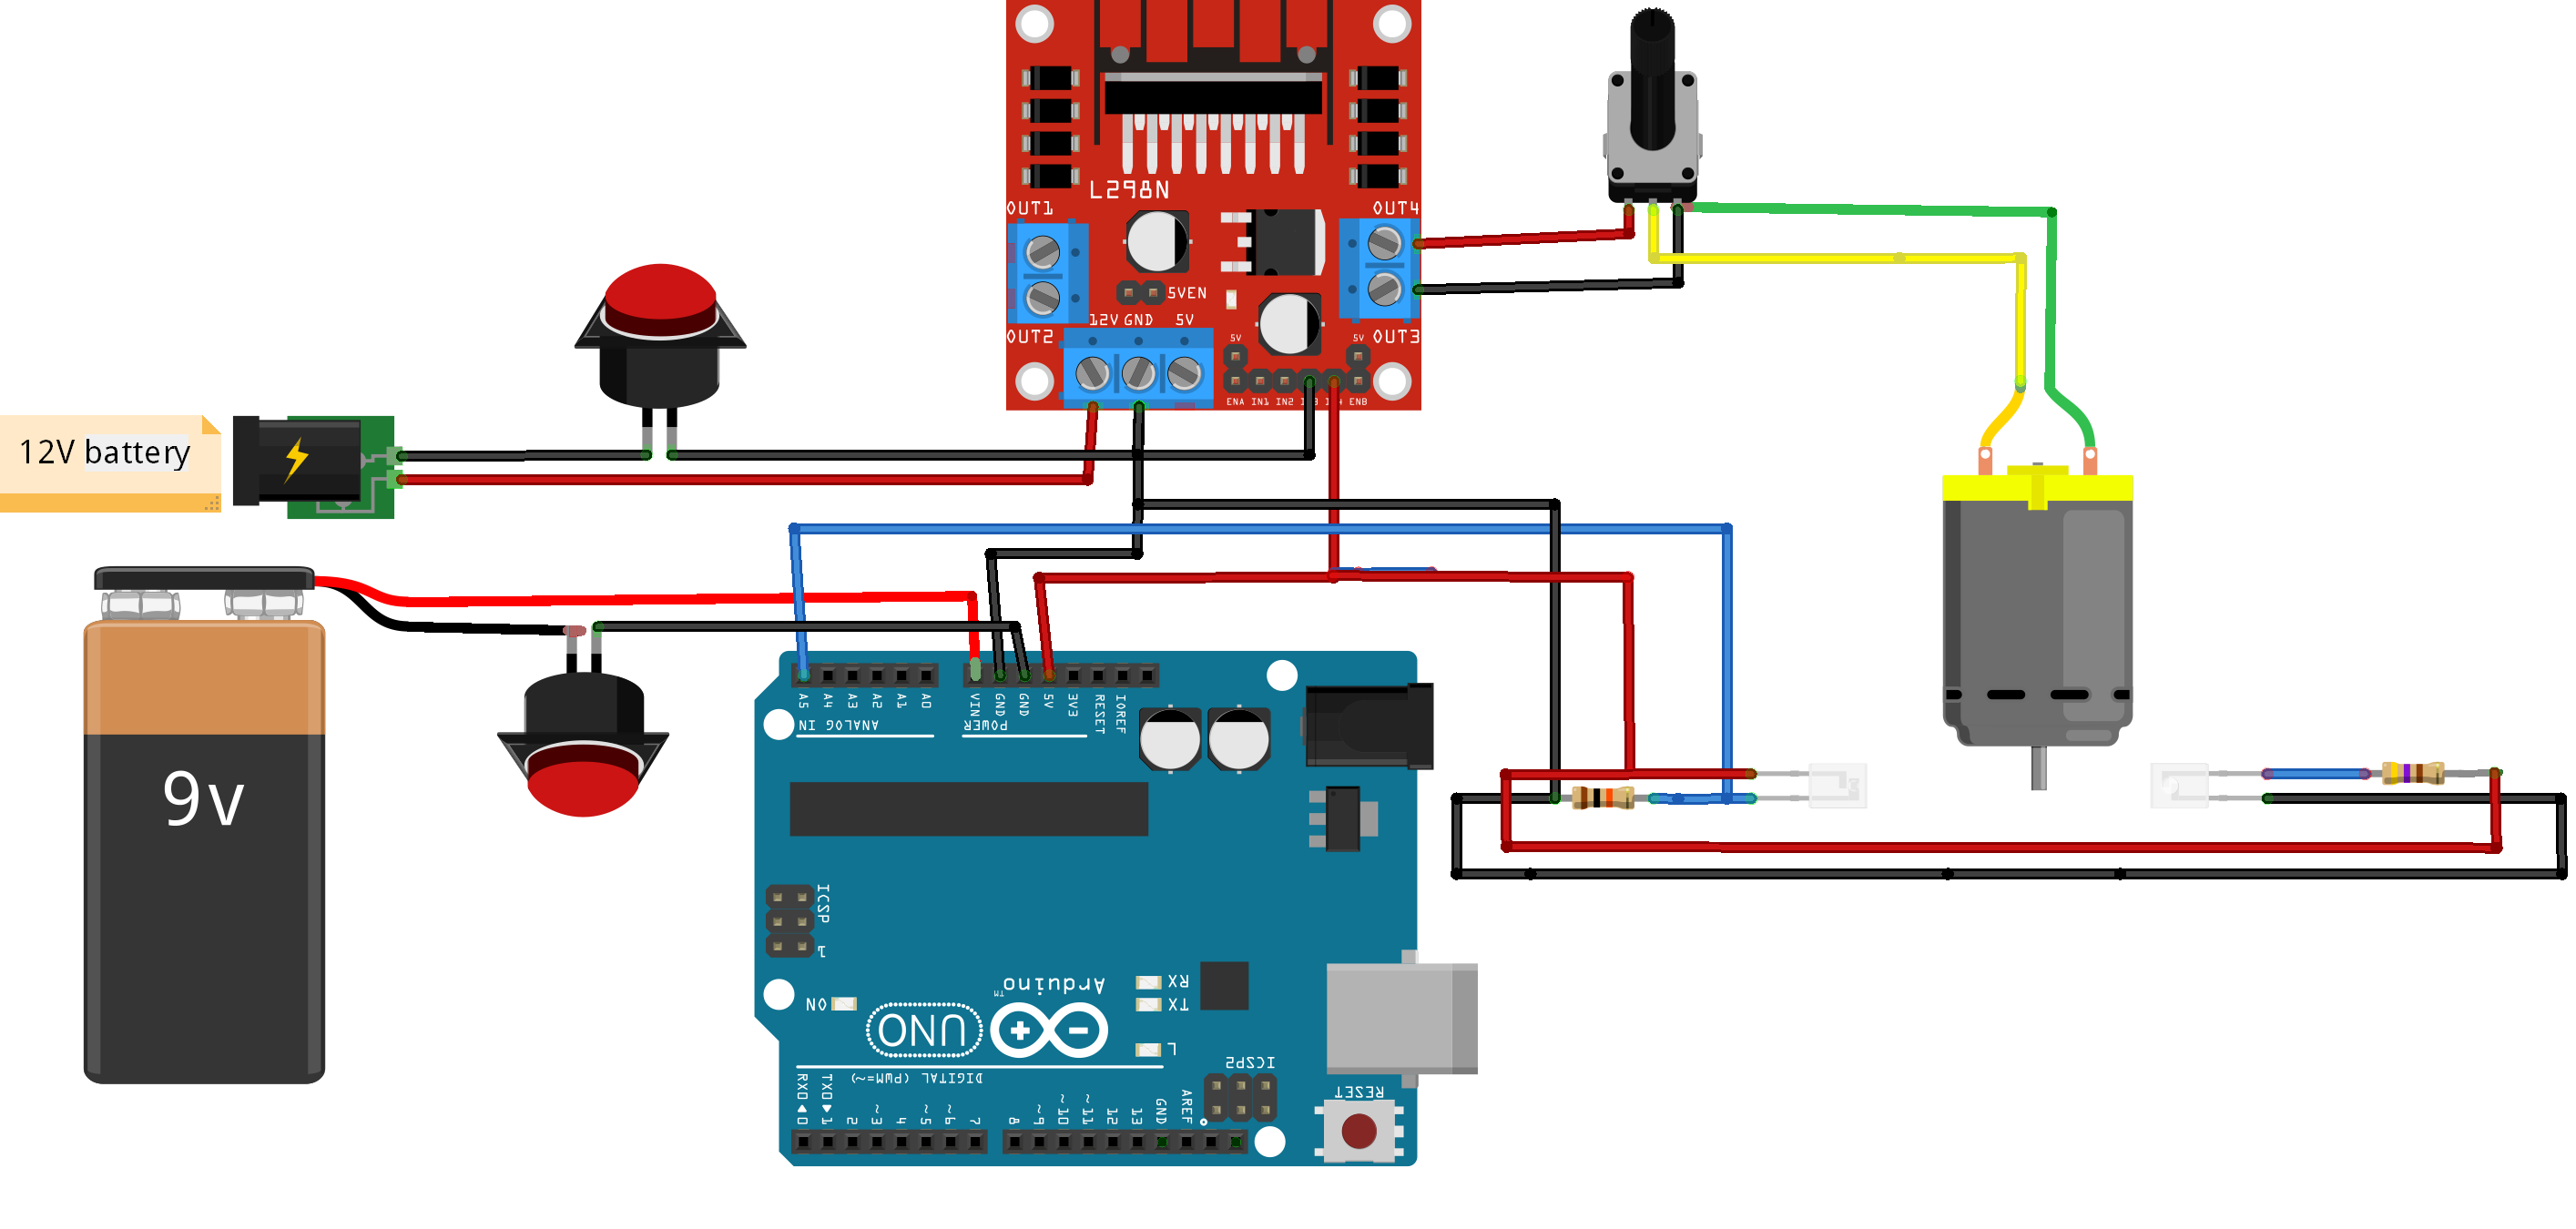 L298N
OUT1
OUT4
5VEN
12V GND 5V
OUT2
OUT3
5V
5V
ENA IN1 IN2
ENB
12V battery
9v
A5
A4
A3
A2
A1
A0
VIN
GND
GND
5V
3V3
RESET
IOREF
ANALOG IN
POWER
ICSP
1
Arduino
TM
UNO
ON
RX
TX
L
ICSP2
RESET
DIGITAL (PWM=~)
RX0 ◀ 0
TX0 ▶ 1
2
~3
4
~5
~6
7
8
~9
~10
~11
12
13
GND
AREF